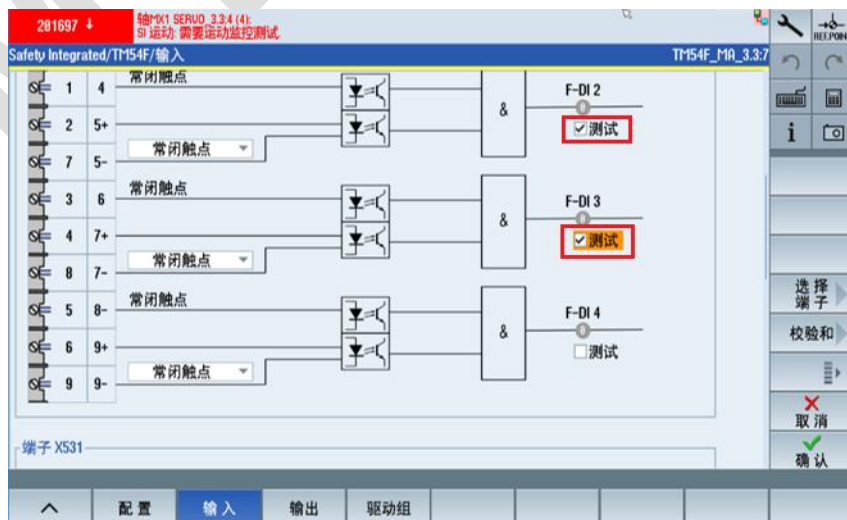 201697 ↓
轴MX1 SERVO_3.3:4 (4):
SI 运动: 需要运动监控测试.
REF.POIN
Safety Integrated/TM54F/输入
TM54F_MA_3.3:7
1 4 常闭触点
F-DI 2
&
2 5+
测试
7 5- 常闭触点
3 6 常闭触点
F-DI 3
&
4 7+
测试
8 7- 常闭触点
5 8- 常闭触点
F-DI 4
&
6 9+
测试
9 9- 常闭触点
端子 X531
选择
端子
校验和
取消
确认
配置 输入 输出 驱动组